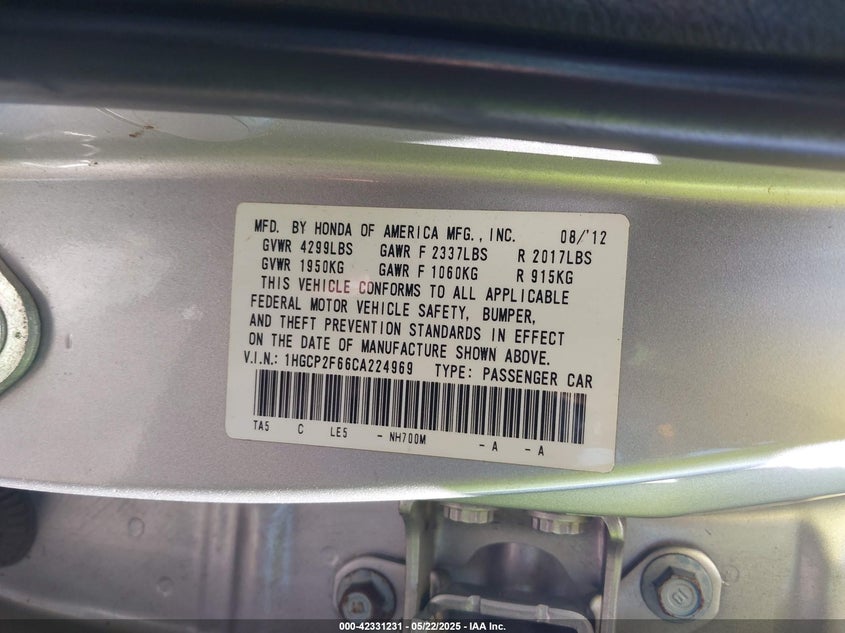 MFD. BY HONDA OF AMERICA MFG., INC. 08/'12
GVWR 4299LBS GAWR F 2337LBS R 2017LBS
GVWR 1950KG GAWR F 1060KG R 915KG
THIS VEHICLE CONFORMS TO ALL APPLICABLE
FEDERAL MOTOR VEHICLE SAFETY, BUMPER,
AND THEFT PREVENTION STANDARDS IN EFFECT
ON THE DATE OF MANUFACTURE SHOWN ABOVE.
V.I.N.: 1HGCP2F66CA224969 TYPE: PASSENGER CAR
TA5 C LE5 - NH700M - A - A
000-42331231 - 05/22/2025 - IAA Inc.